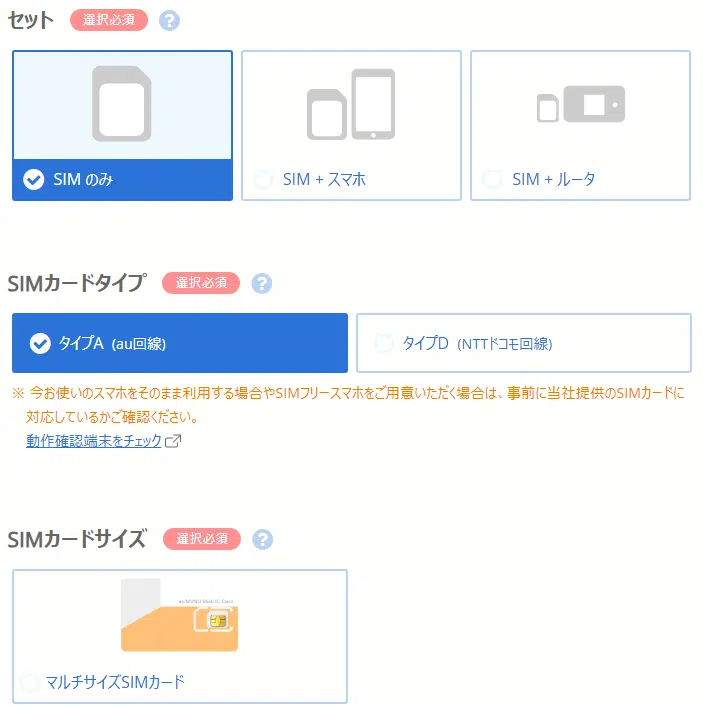 セット 選択必須 ?
SIM のみ
SIM + スマホ
SIM + ルータ
SIMカードタイプ 選択必須 ?
タイプA (au回線)
タイプD (NTTドコモ回線)
※ 今お使いのスマホをそのまま利用する場合やSIMフリースマホをご用意いただく場合は、事前に当社提供のSIMカードに
対応しているかご確認ください。
動作確認端末をチェック
SIMカードサイズ 選択必須 ?
マルチサイズSIMカード